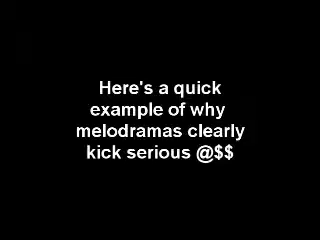 Here's a quick
example of why
melodramas clearly
kick serious @$$